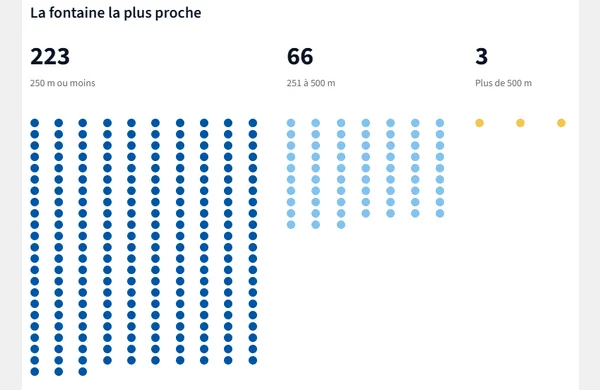 La fontaine la plus proche
223
66
3
250 m ou moins
251 à 500 m
Plus de 500 m